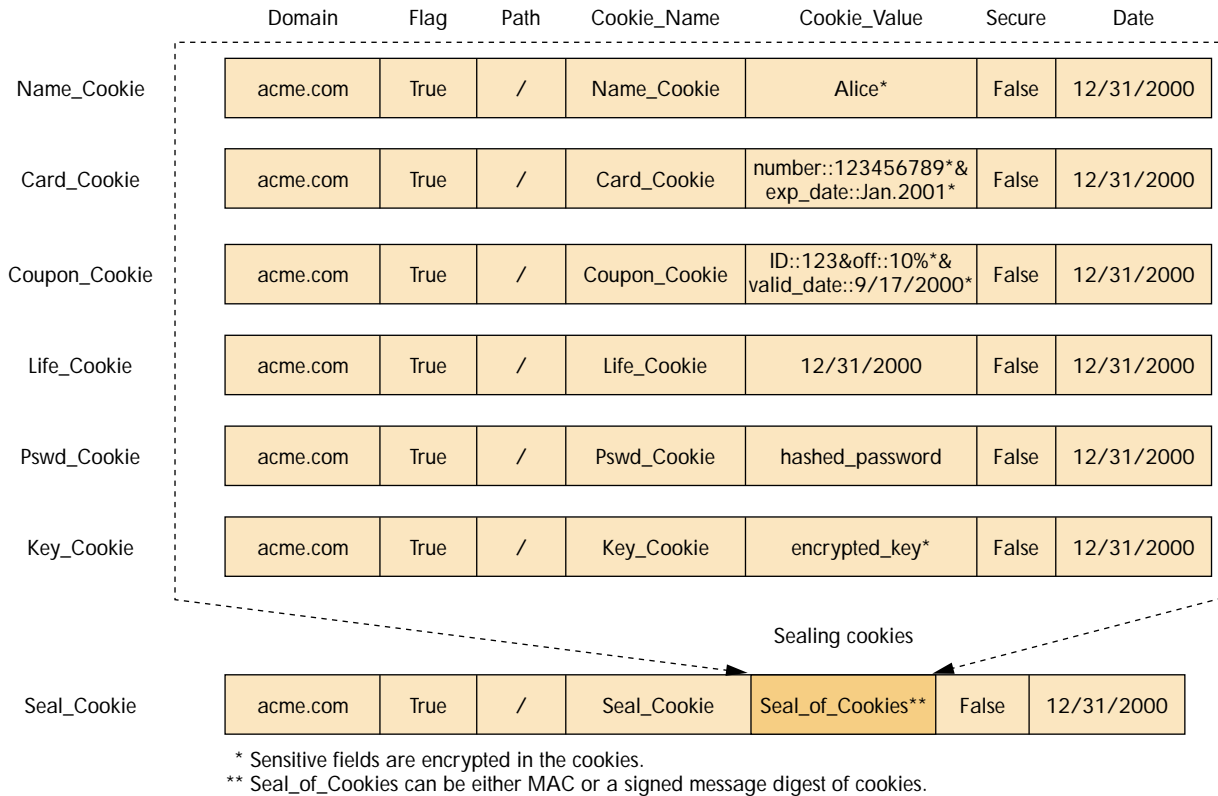 Domain Flag Path Cookie_Name Cookie_Value Secure Date
Name_Cookie acme.com True / Name_Cookie Alice* False 12/31/2000
Card_Cookie acme.com True / Card_Cookie number::123456789*& exp_date::Jan.2001* False 12/31/2000
Coupon_Cookie acme.com True / Coupon_Cookie ID::123&off::10%*& valid_date::9/17/2000* False 12/31/2000
Life_Cookie acme.com True / Life_Cookie 12/31/2000 False 12/31/2000
Pswd_Cookie acme.com True / Pswd_Cookie hashed_password False 12/31/2000
Key_Cookie acme.com True / Key_Cookie encrypted_key* False 12/31/2000
Sealing cookies
Seal_Cookie acme.com True / Seal_Cookie Seal_of_Cookies** False 12/31/2000
* Sensitive fields are encrypted in the cookies.
** Seal_of_Cookies can be either MAC or a signed message digest of cookies.